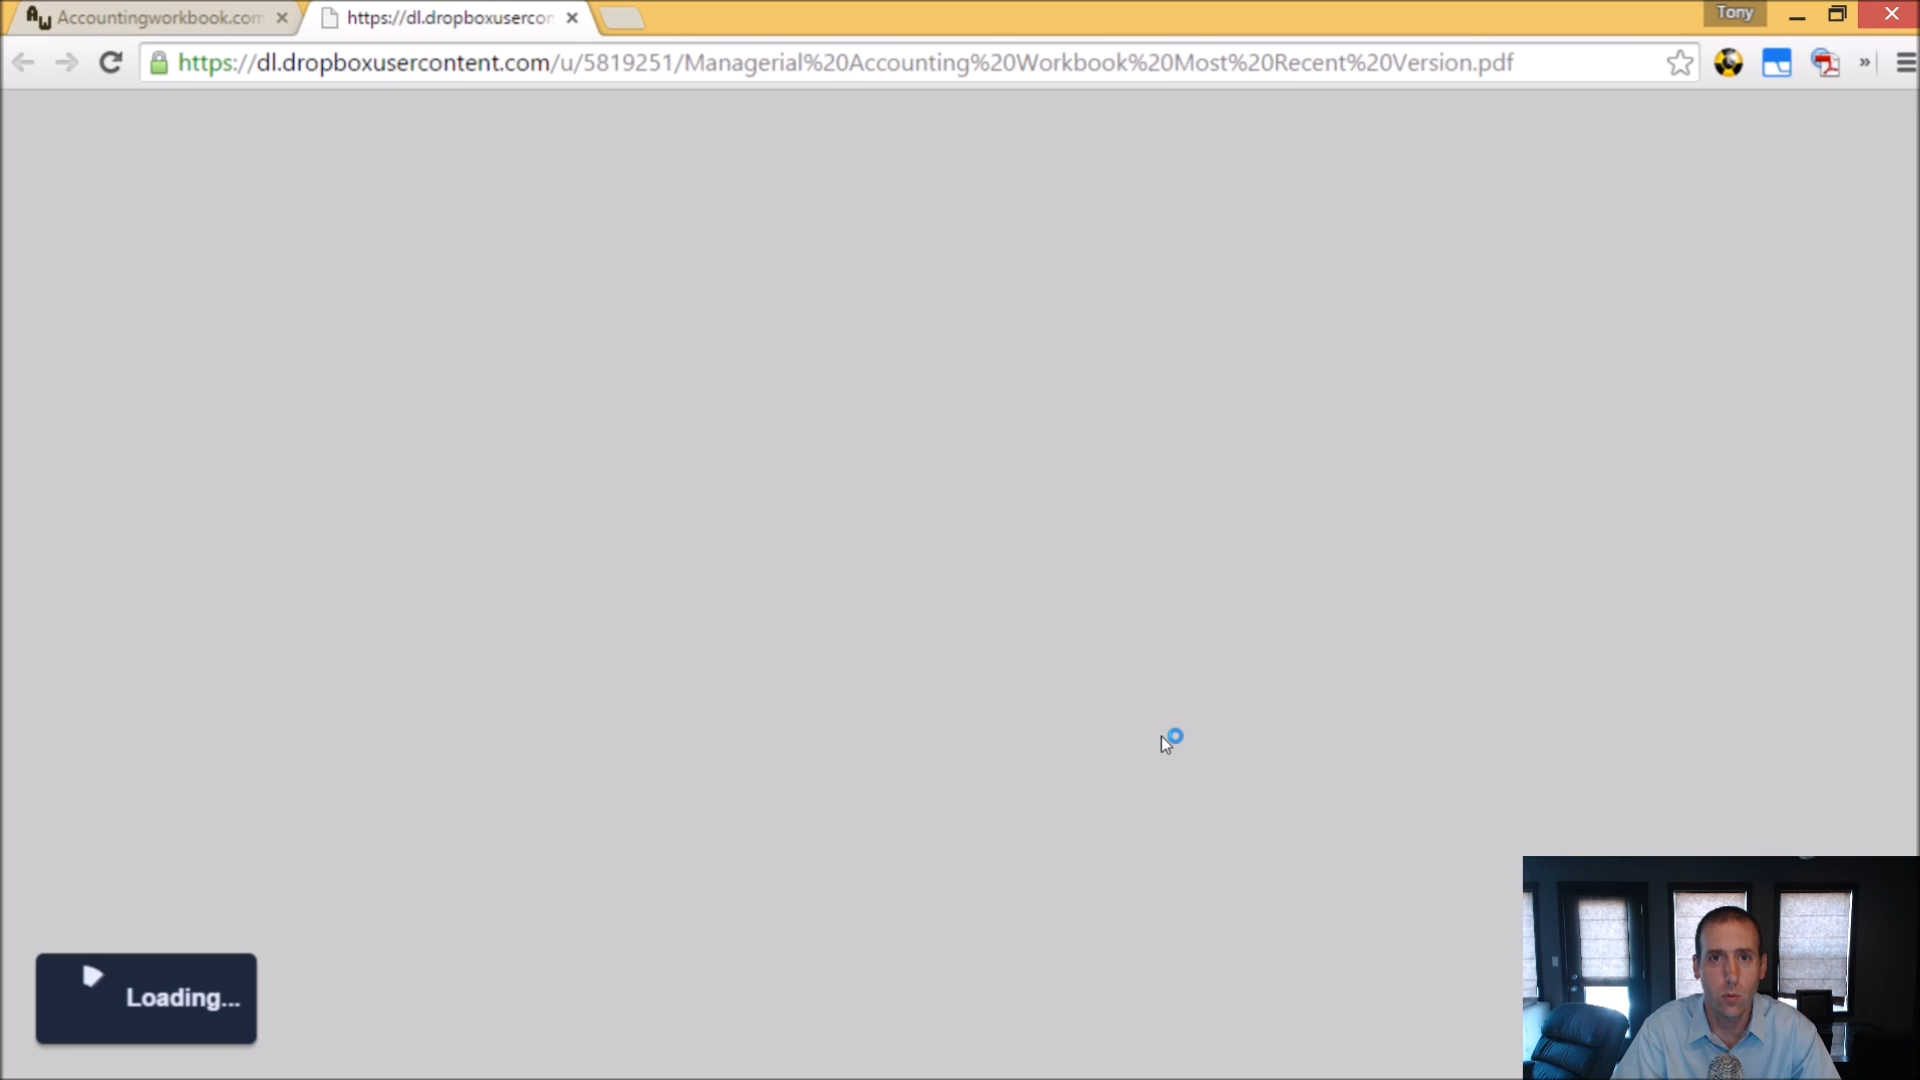 AW Accountingworkbook.com
https://dl.dropboxusercon
Tony
https://dl.dropboxusercontent.com/u/5819251/Managerial%20Accounting%20Workbook%20Most%20Recent%20Version.pdf
Loading...